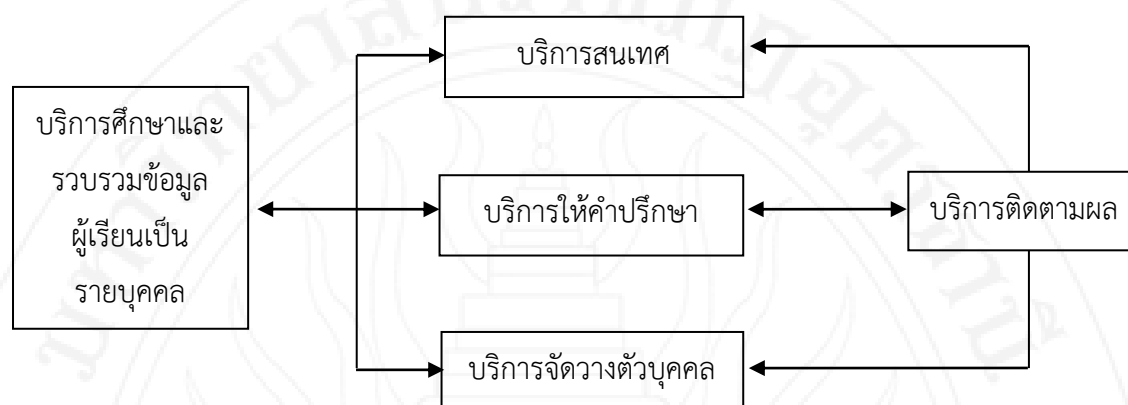 บริการสนเทศ
บริการศึกษาและ
รวบรวมข้อมูล
ผู้เรียนเป็น
รายบุคคล
บริการให้คำปรึกษา
บริการติดตามผล
บริการจัดวางตัวบุคคล